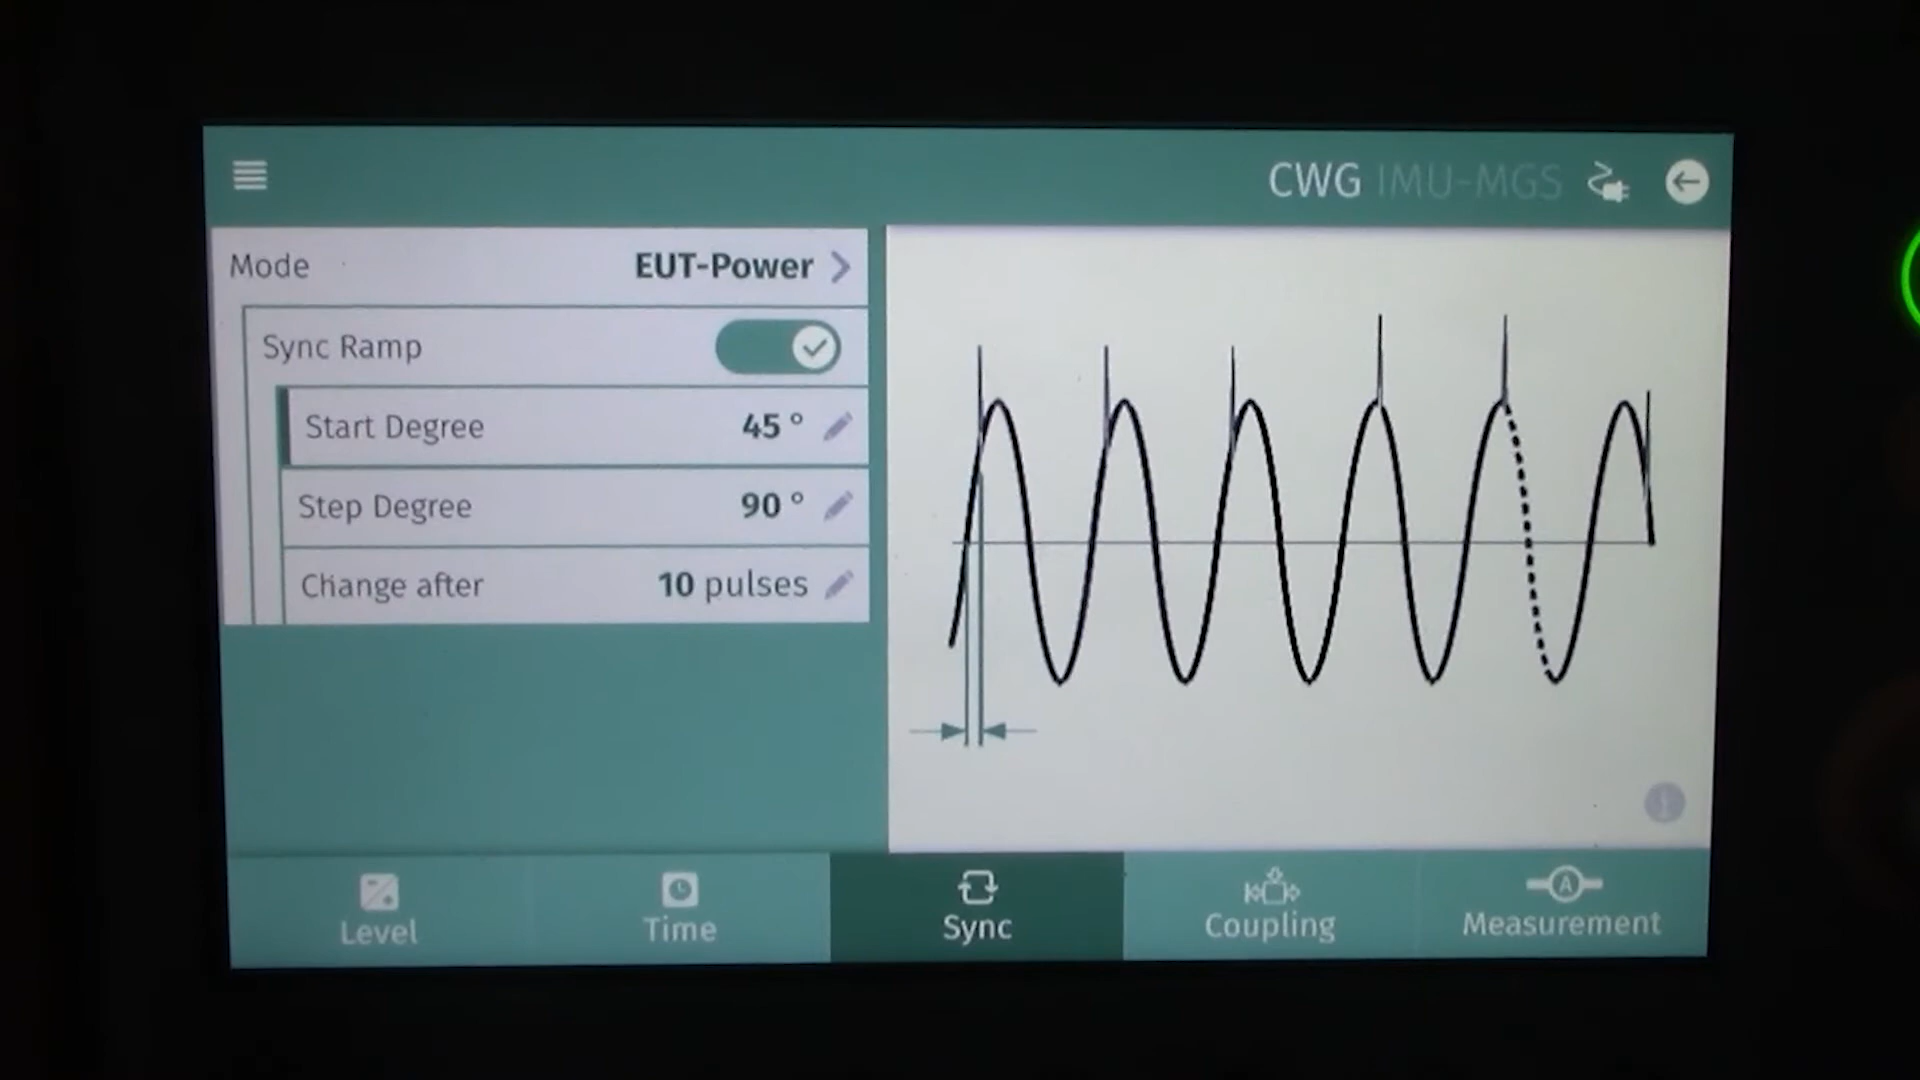 CWG IMU-MGS
Mode EUT-Power
Sync Ramp
Start Degree 45 °
Step Degree 90 °
Change after 10 pulses
Level Time Sync Coupling Measurement
A
i